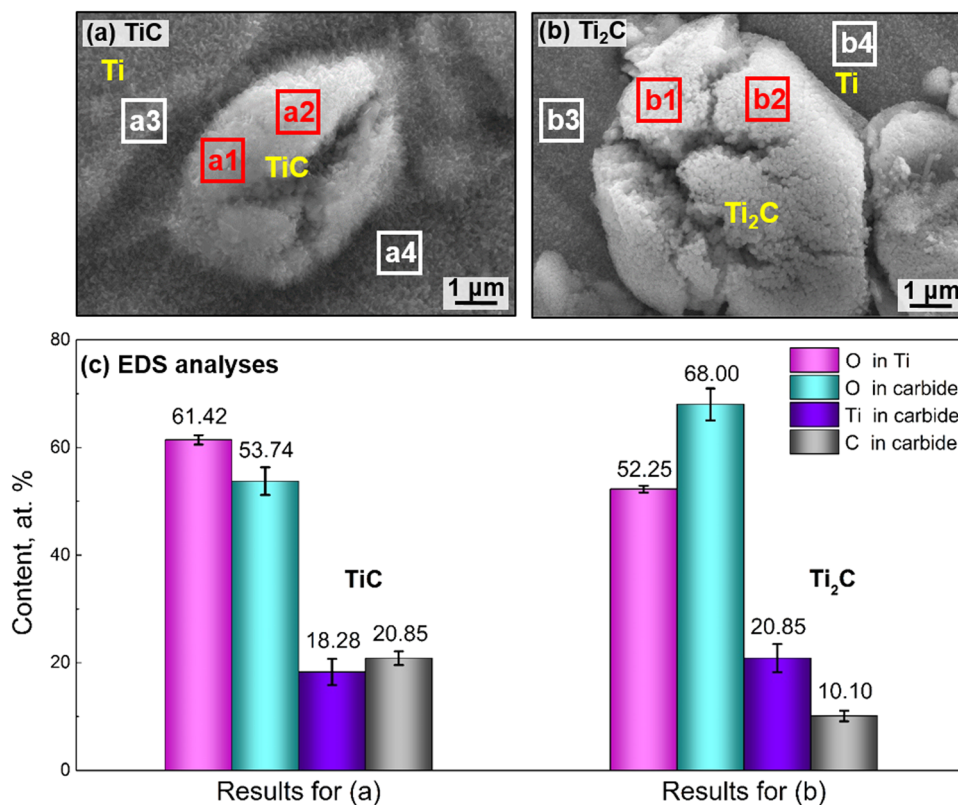 (a) TiC
Ti
a3
a2
a1
TiC
a4
1 µm
(b) Ti₂C
b4
Ti
b1
b2
b3
Ti₂C
1 µm
(c) EDS analyses
O in Ti
O in carbide
Ti in carbide
C in carbide
Content, at. %
80
60
40
20
0
61.42
53.74
18.28
20.85
TiC
52.25
68.00
20.85
10.10
Ti₂C
Results for (a)
Results for (b)